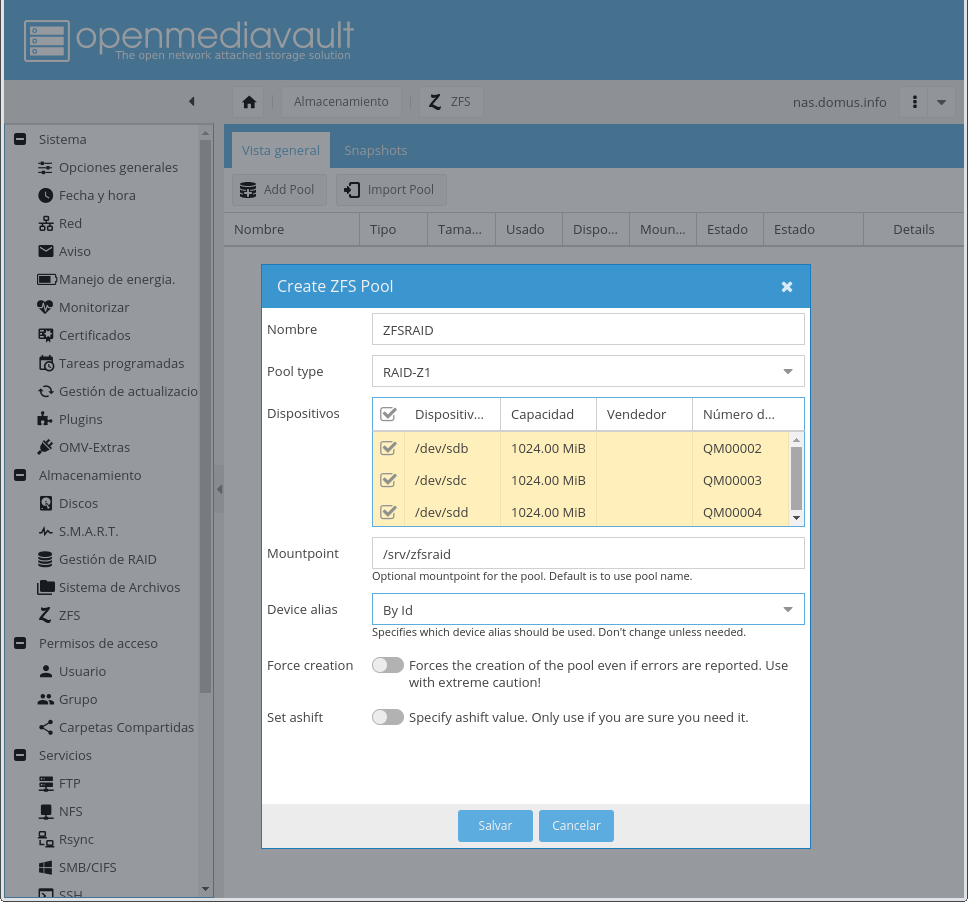 openmediavault
The open network attached storage solution
Almacenamiento
ZFS
nas.domus.info
Sistema
Opciones generales
Fecha y hora
Red
Aviso
Manejo de energia.
Monitorizar
Certificados
Tareas programadas
Gestión de actualizacio
Plugins
OMV-Extras
Almacenamiento
Discos
S.M.A.R.T.
Gestión de RAID
Sistema de Archivos
ZFS
Permisos de acceso
Usuario
Grupo
Carpetas Compartidas
Servicios
FTP
NFS
Rsync
SMB/CIFS
SSH
Vista general
Snapshots
Add Pool
Import Pool
Nombre Tipo Tama... Usado Dispo... Moun... Estado Estado Details
Create ZFS Pool
Nombre ZFSRAID
Pool type RAID-Z1
Dispositivos
Dispositiv... Capacidad Vendedor Número d...
/dev/sdb 1024.00 MiB QM00002
/dev/sdc 1024.00 MiB QM00003
/dev/sdd 1024.00 MiB QM00004
Mountpoint /srv/zfsraid
Optional mountpoint for the pool. Default is to use pool name.
Device alias By Id
Specifies which device alias should be used. Don't change unless needed.
Force creation Forces the creation of the pool even if errors are reported. Use
with extreme caution!
Set ashift Specify ashift value. Only use if you are sure you need it.
Salvar
Cancelar